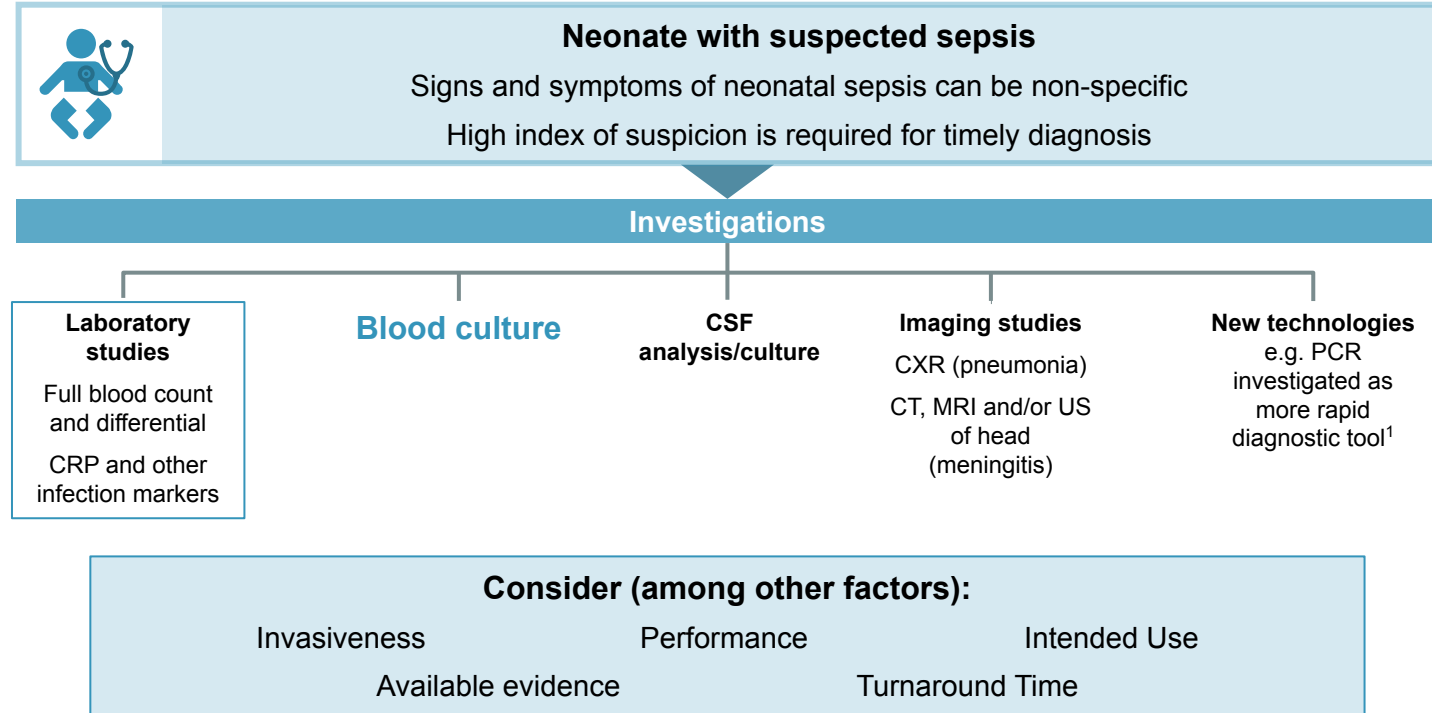 Neonate with suspected sepsis
Signs and symptoms of neonatal sepsis can be non-specific
High index of suspicion is required for timely diagnosis
Investigations
Laboratory
studies
Full blood count
and differential
CRP and other
infection markers
Blood culture
CSF
analysis/culture
Imaging studies
CXR (pneumonia)
CT, MRI and/or US
of head
(meningitis)
New technologies
e.g. PCR
investigated as
more rapid
diagnostic tool¹
Consider (among other factors):
Invasiveness Performance Intended Use
Available evidence Turnaround Time